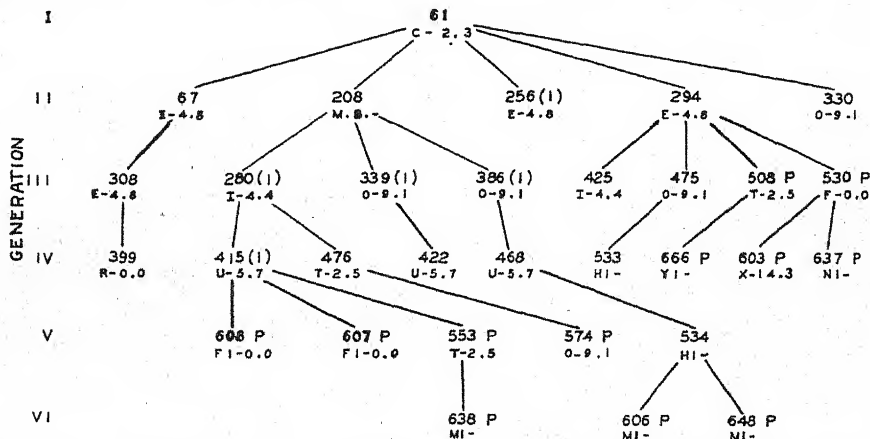 I 61
C-2.3
II 67 208 256(1) 294 330
E-4.8 M.B.- E-4.8 E-4.8 O-9.1
GENERATION
III 308 280(1) 339(1) 386(1) 425 475 508 P 530 P
E-4.8 I-4.4 O-9.1 O-9.1 I-4.4 O-9.1 T-2.5 F-0.0
IV 399 415(1) 476 422 468 533 666 P 603 P 637 P
R-0.0 U-5.7 T-2.5 U-5.7 U-5.7 HI- YI- X-14.3 NI-
V 608 P 607 P 553 P 574 P 534
FI-0.0 FI-0.0 T-2.5 O-9.1 HI-
VI 638 P 606 P 648 P
MI- MI- NI-